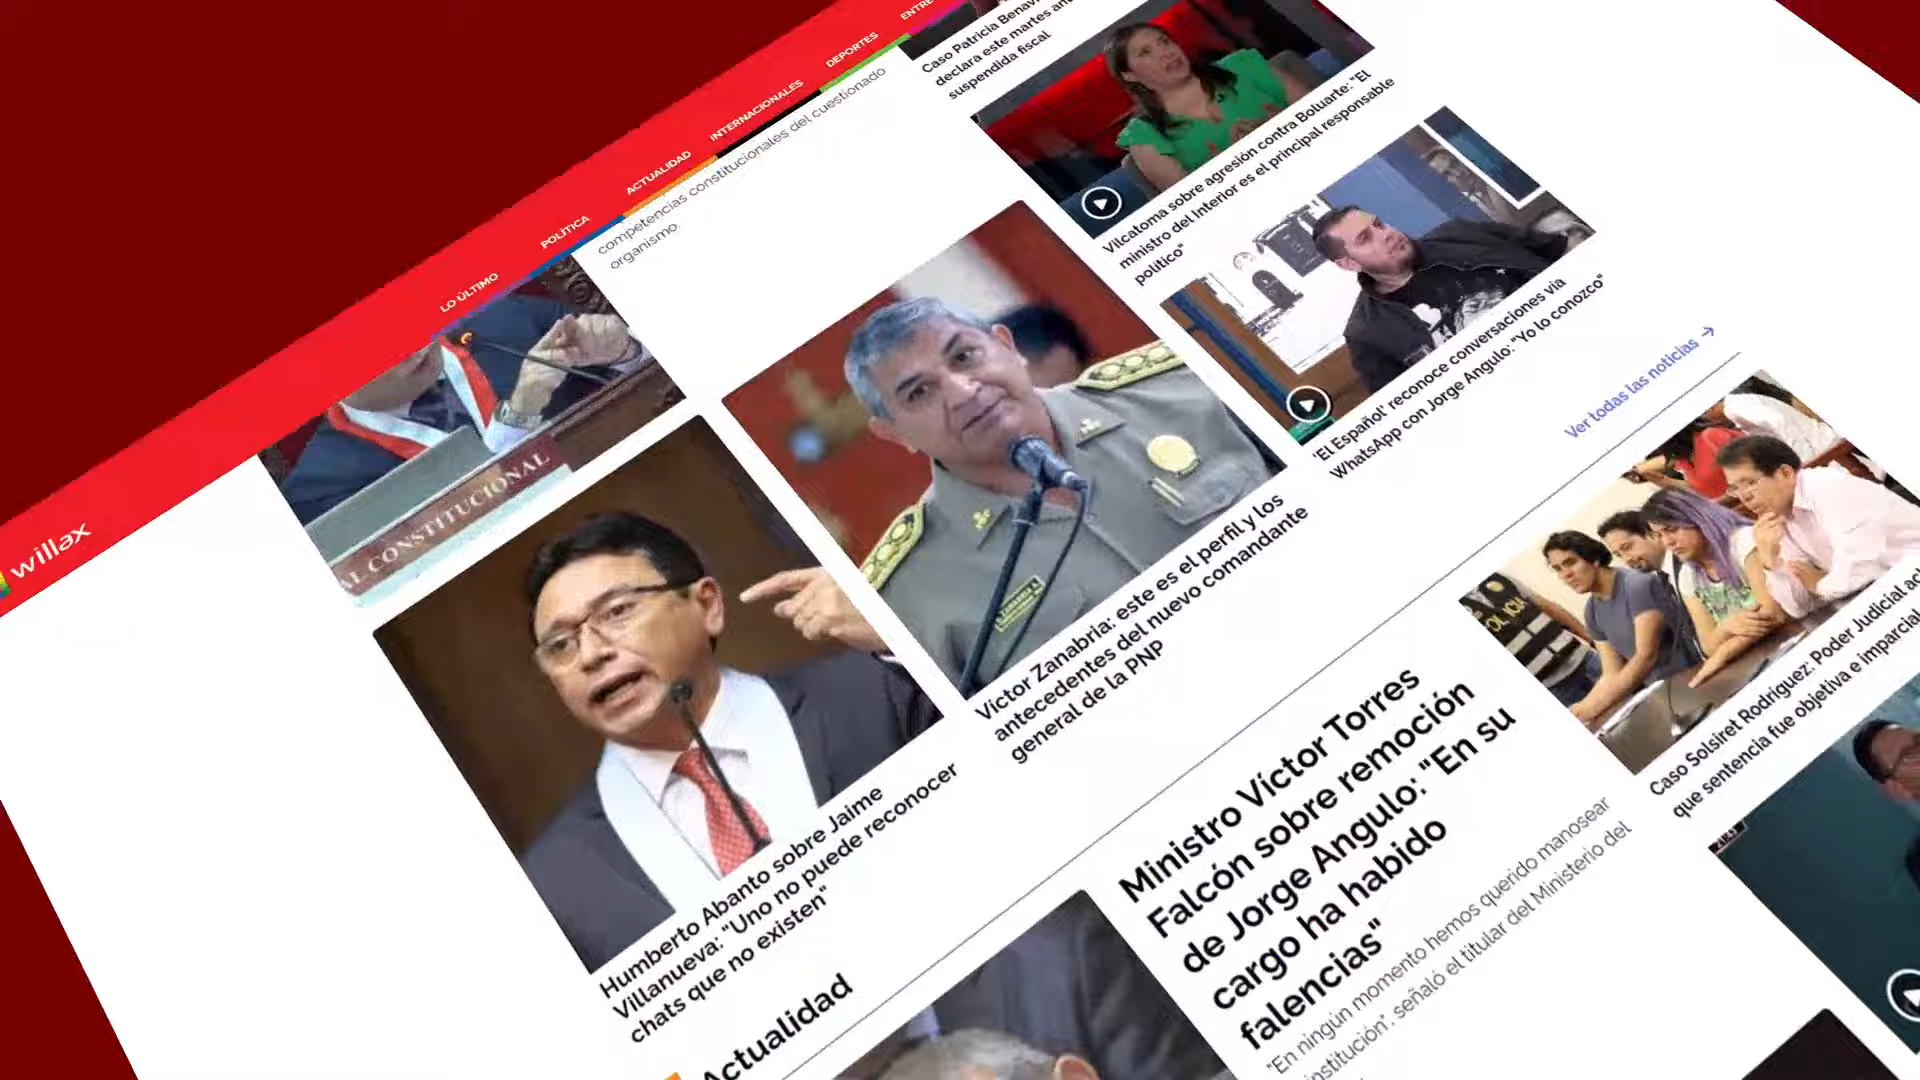 willax
LO ÚLTIMO
POLÍTICA
ACTUALIDAD
INTERNACIONALES
DEPORTES
competencias constitucionales del cuestionado
organismo.
AL CONSTITUCIONAL
Humberto Abanto sobre Jaime
Villanueva: "Uno no puede reconocer
chats que no existen"
Víctor Zanabria: este es el perfil y los
antecedentes del nuevo comandante
general de la PNP
Caso Patricia
declara este martes
suspendida fiscal
Vilcatoma sobre agresión contra Boluarte: "El
ministro del Interior es el principal responsable
político"
'El Español' reconoce conversaciones vía
WhatsApp con Jorge Angulo: "Yo lo conozco"
Ver todas las noticias →
Actualidad
Ministro Víctor Torres
Falcón sobre remoción
de Jorge Angulo: "En su
cargo ha habido
falencias"
"En ningún momento hemos querido manosear
institución", señaló el titular del Ministerio del
Caso Solsiret Rodríguez: Poder Judicial
que sentencia fue objetiva e imparcial